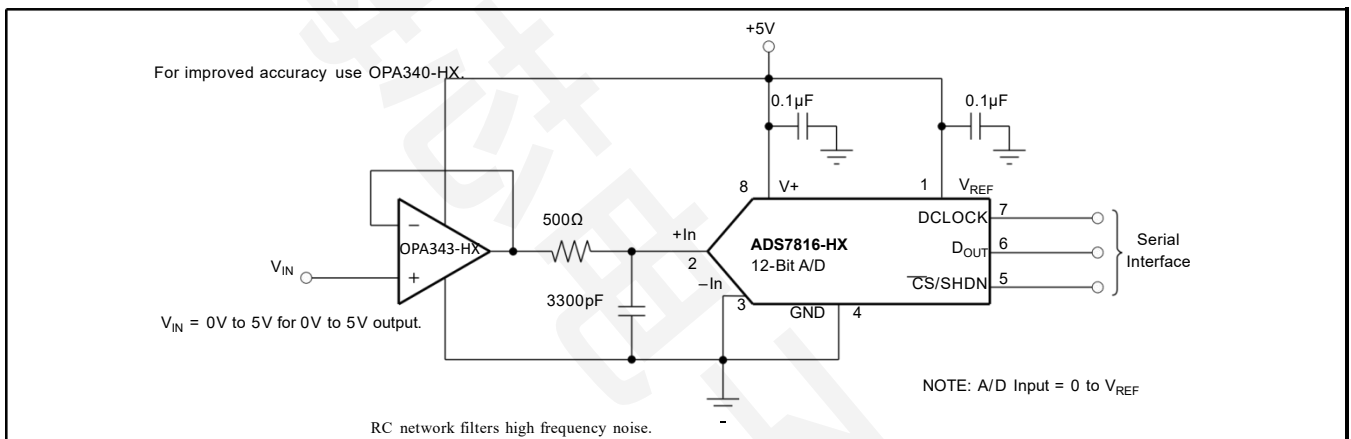 +5V
For improved accuracy use OPA340-HX.
0.1µF
0.1µF
8
V+
1
VREF
500Ω
+In
2
–In
3
ADS7816-HX
12-Bit A/D
DCLOCK
7
DOUT
6
CS/SHDN
5
Serial
Interface
–
OPA343-HX
+
VIN
3300pF
GND
4
VIN = 0V to 5V for 0V to 5V output.
NOTE: A/D Input = 0 to VREF
RC network filters high frequency noise.